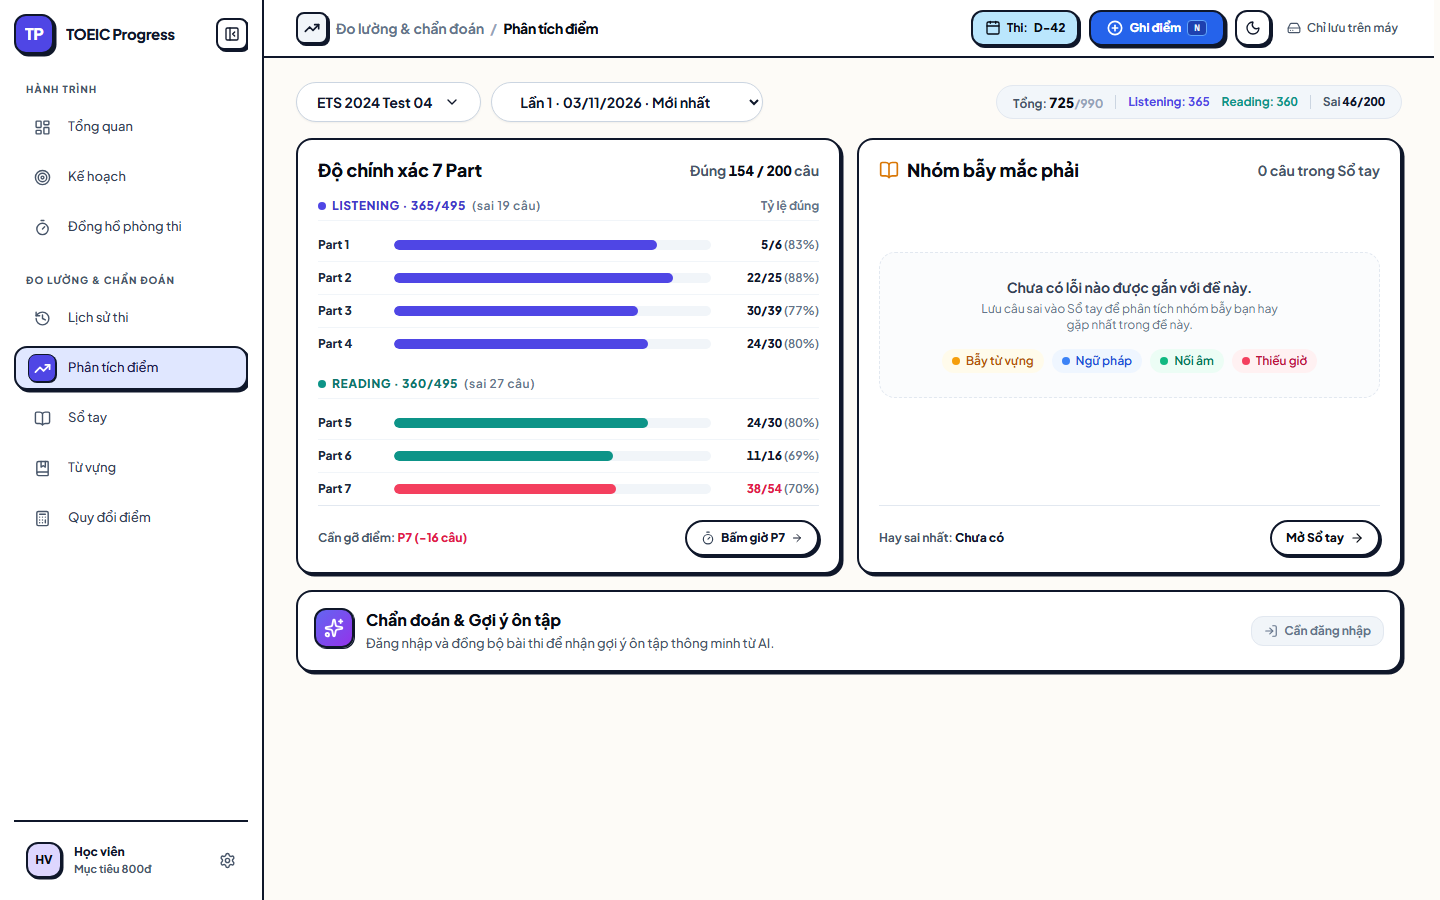 TP
TOEIC Progress
HÀNH TRÌNH
Tổng quan
Kế hoạch
Đồng hồ phòng thi
ĐO LƯỜNG & CHẨN ĐOÁN
Lịch sử thi
Phân tích điểm
Sổ tay
Từ vựng
Quy đổi điểm
HV
Học viên
Mục tiêu 800đ
Đo lường & chẩn đoán / Phân tích điểm
Thi: D-42
Ghi điểm N
Chỉ lưu trên máy
ETS 2024 Test 04
Lần 1 · 03/11/2026 · Mới nhất
Tổng: 725/990
Listening: 365
Reading: 360
Sai 46/200
Độ chính xác 7 Part
Đúng 154 / 200 câu
LISTENING · 365/495 (sai 19 câu)
Tỷ lệ đúng
Part 1 5/6 (83%)
Part 2 22/25 (88%)
Part 3 30/39 (77%)
Part 4 24/30 (80%)
READING · 360/495 (sai 27 câu)
Part 5 24/30 (80%)
Part 6 11/16 (69%)
Part 7 38/54 (70%)
Cần gỡ điểm: P7 (-16 câu)
Bấm giờ P7 →
Nhóm bẫy mắc phải
0 câu trong Sổ tay
Chưa có lỗi nào được gắn với đề này.
Lưu câu sai vào Sổ tay để phân tích nhóm bẫy bạn hay
gặp nhất trong đề này.
Bẫy từ vựng
Ngữ pháp
Nối âm
Thiếu giờ
Hay sai nhất: Chưa có
Mở Sổ tay →
Chẩn đoán & Gợi ý ôn tập
Đăng nhập và đồng bộ bài thi để nhận gợi ý ôn tập thông minh từ AI.
Cần đăng nhập